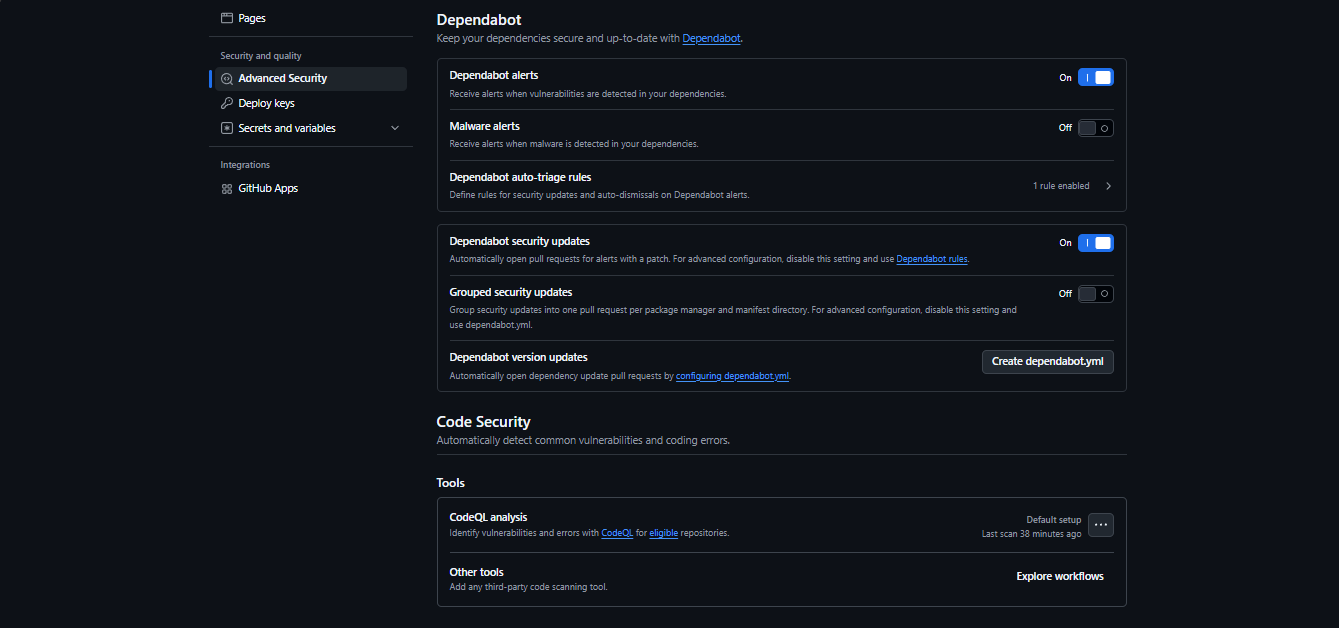 Pages
Security and quality
Advanced Security
Deploy keys
Secrets and variables
Integrations
GitHub Apps
Dependabot
Keep your dependencies secure and up-to-date with Dependabot.
Dependabot alerts
Receive alerts when vulnerabilities are detected in your dependencies.
On
Malware alerts
Receive alerts when malware is detected in your dependencies.
Off
Dependabot auto-triage rules
Define rules for security updates and auto-dismissals on Dependabot alerts.
1 rule enabled
Dependabot security updates
Automatically open pull requests for alerts with a patch. For advanced configuration, disable this setting and use Dependabot rules.
On
Grouped security updates
Group security updates into one pull request per package manager and manifest directory. For advanced configuration, disable this setting and
use dependabot.yml.
Off
Dependabot version updates
Automatically open dependency update pull requests by configuring dependabot.yml.
Create dependabot.yml
Code Security
Automatically detect common vulnerabilities and coding errors.
Tools
CodeQL analysis
Identify vulnerabilities and errors with CodeQL for eligible repositories.
Default setup
Last scan 38 minutes ago
Other tools
Add any third-party code scanning tool.
Explore workflows